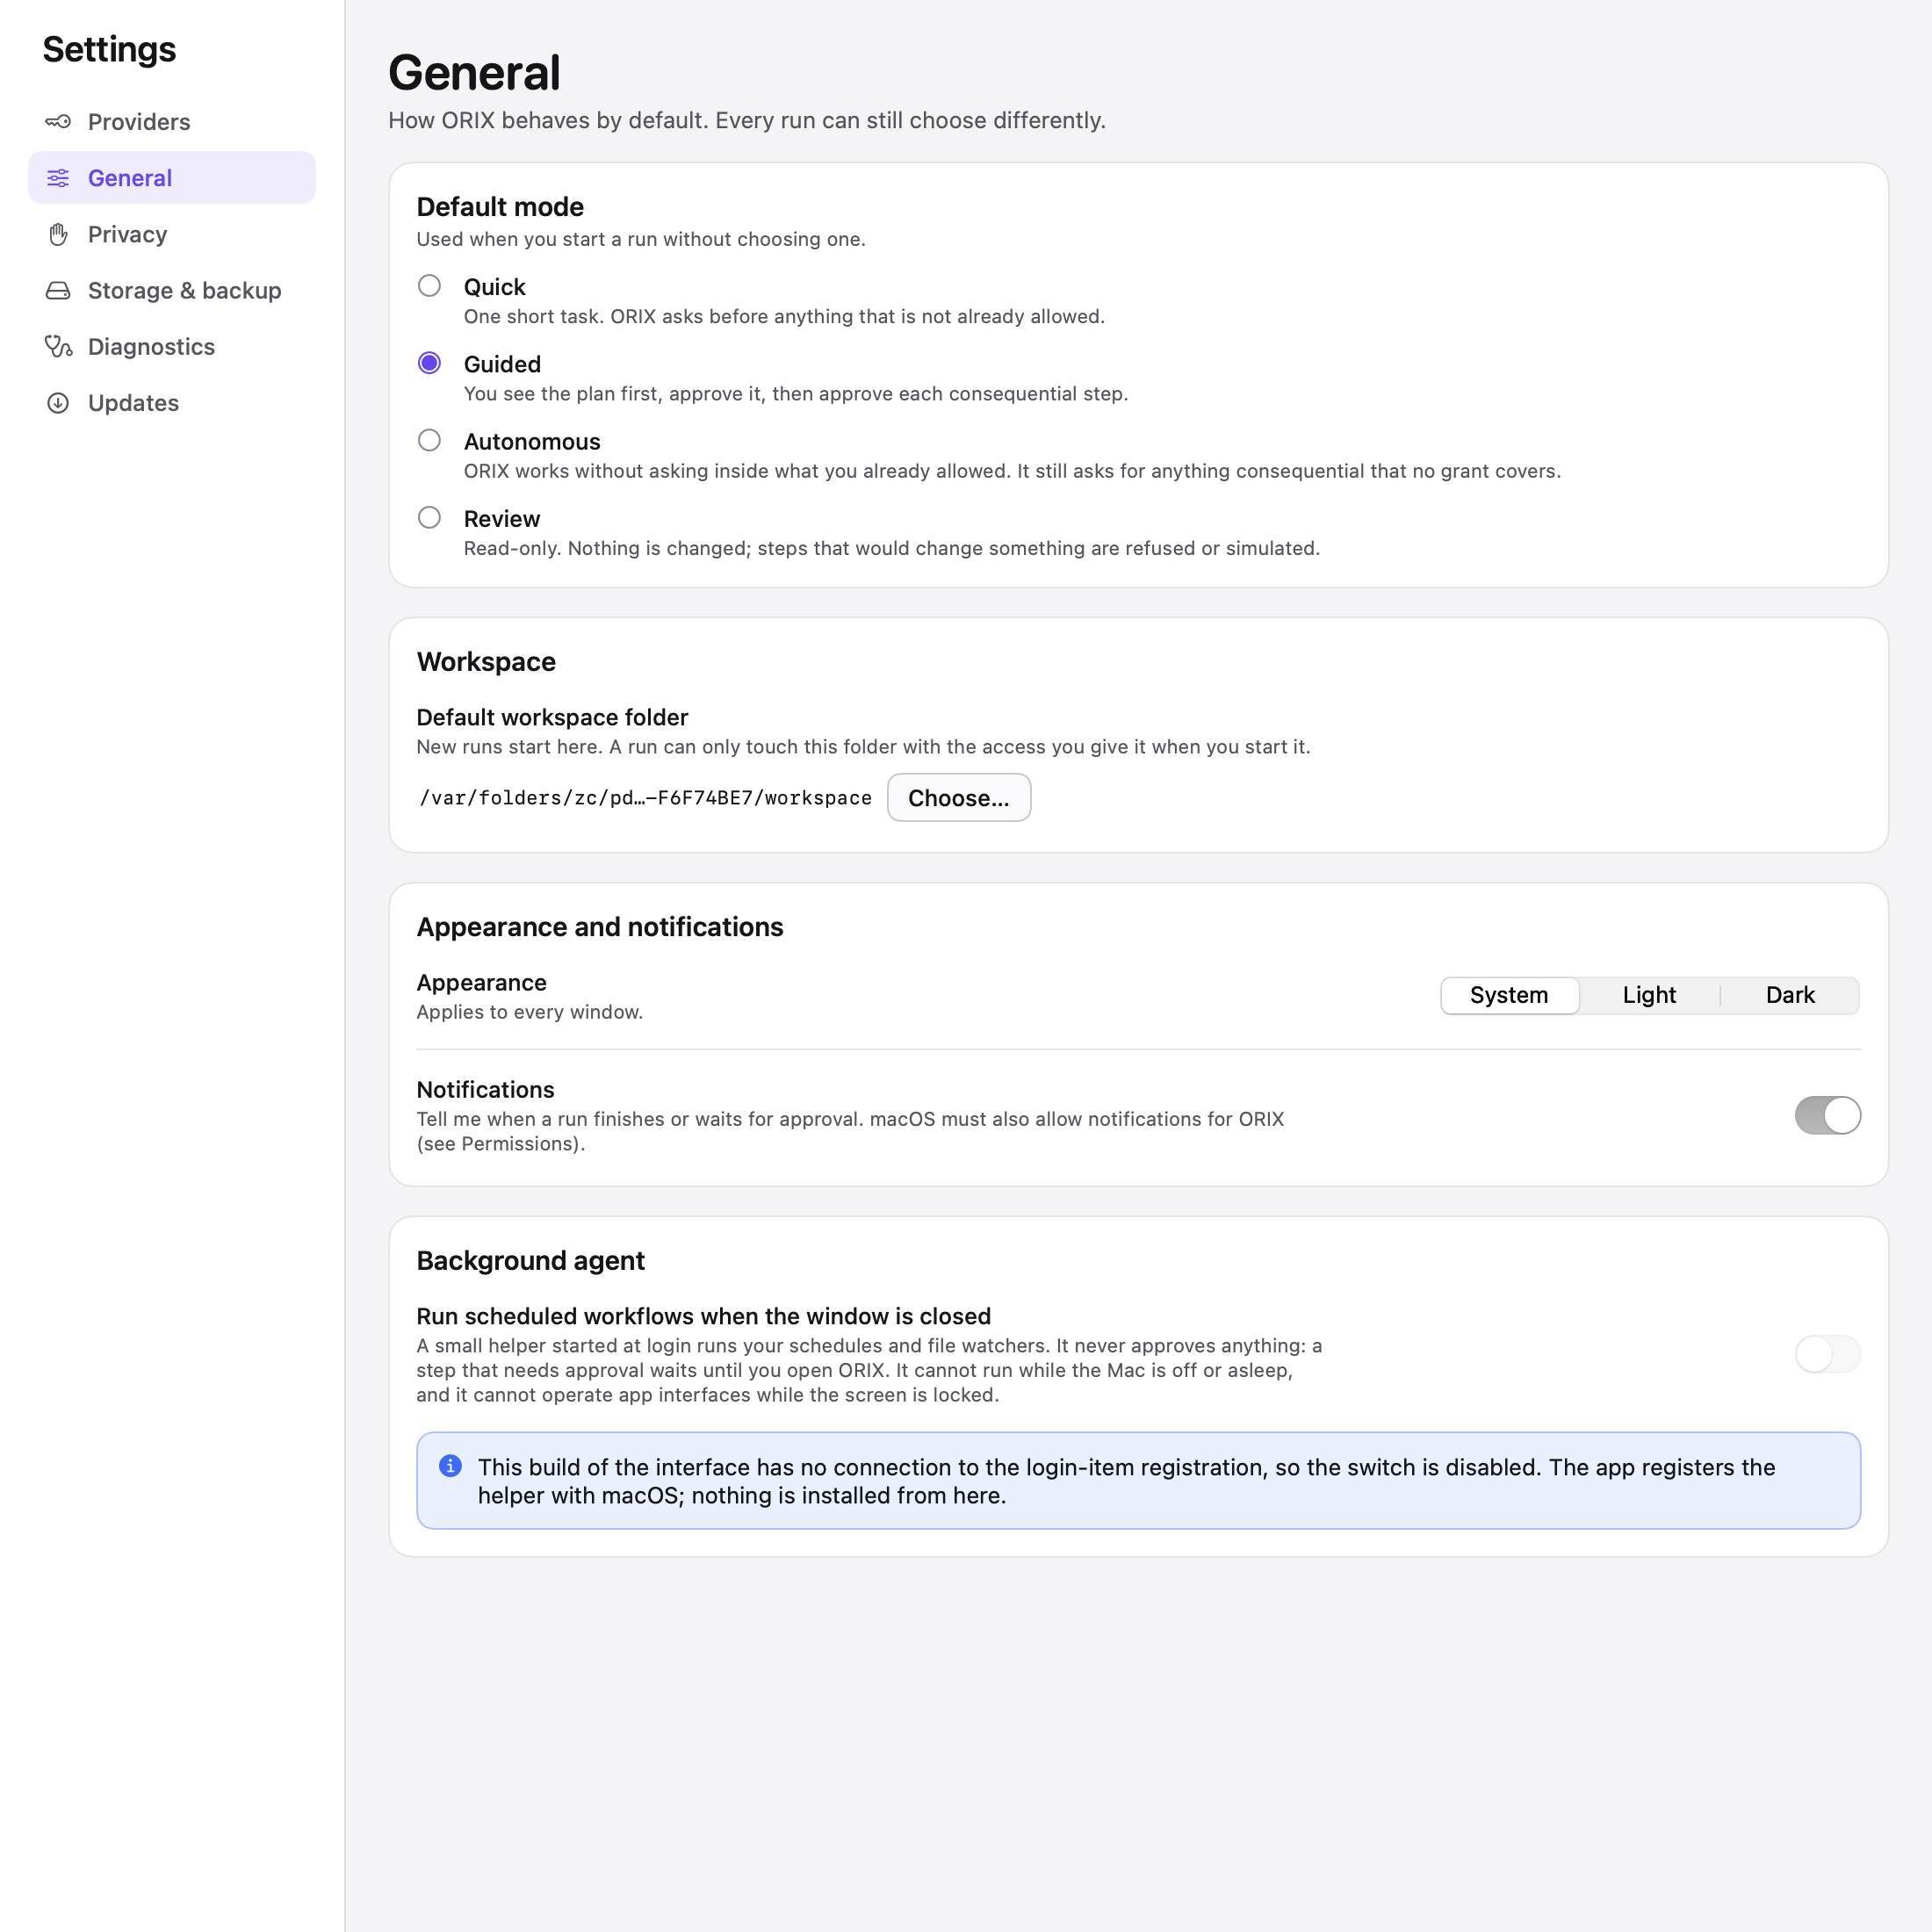 Settings
Providers
General
Privacy
Storage & backup
Diagnostics
Updates
General
How ORIX behaves by default. Every run can still choose differently.
Default mode
Used when you start a run without choosing one.
Quick
One short task. ORIX asks before anything that is not already allowed.
Guided
You see the plan first, approve it, then approve each consequential step.
Autonomous
ORIX works without asking inside what you already allowed. It still asks for anything consequential that no grant covers.
Review
Read-only. Nothing is changed; steps that would change something are refused or simulated.
Workspace
Default workspace folder
New runs start here. A run can only touch this folder with the access you give it when you start it.
/var/folders/zc/pd…-F6F74BE7/workspace Choose...
Appearance and notifications
Appearance
Applies to every window.
System Light Dark
Notifications
Tell me when a run finishes or waits for approval. macOS must also allow notifications for ORIX
(see Permissions).
Background agent
Run scheduled workflows when the window is closed
A small helper started at login runs your schedules and file watchers. It never approves anything: a
step that needs approval waits until you open ORIX. It cannot run while the Mac is off or asleep,
and it cannot operate app interfaces while the screen is locked.
This build of the interface has no connection to the login-item registration, so the switch is disabled. The app registers the
helper with macOS; nothing is installed from here.